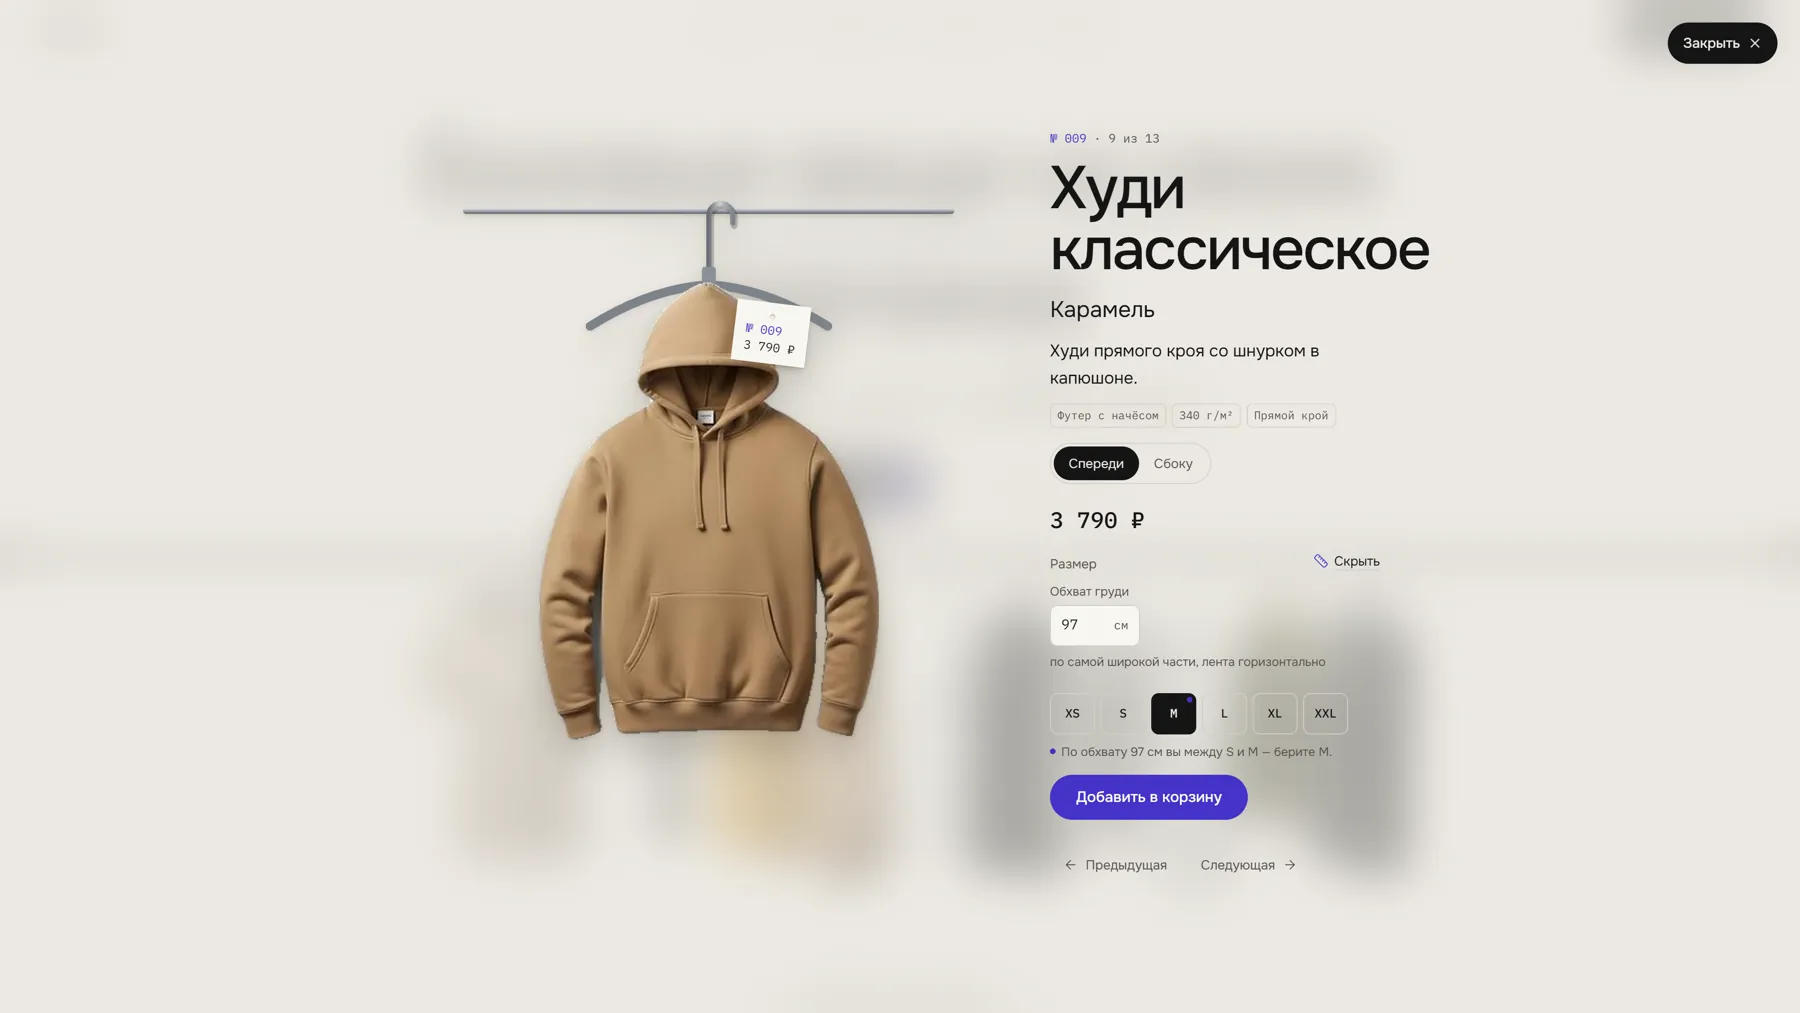 Закрыть
№ 009 · 9 из 13
Худи
классическое
Карамель
Худи прямого кроя со шнурком в
капюшоне.
Футер с начёсом 340 г/м² Прямой крой
Спереди Сбоку
3 790 ₽
Размер Скрыть
Обхват груди
97 см
по самой широкой части, лента горизонтально
XS S M L XL XXL
По обхвату 97 см вы между S и M — берите M.
Добавить в корзину
← Предыдущая Следующая →
№ 009
3 790 ₽